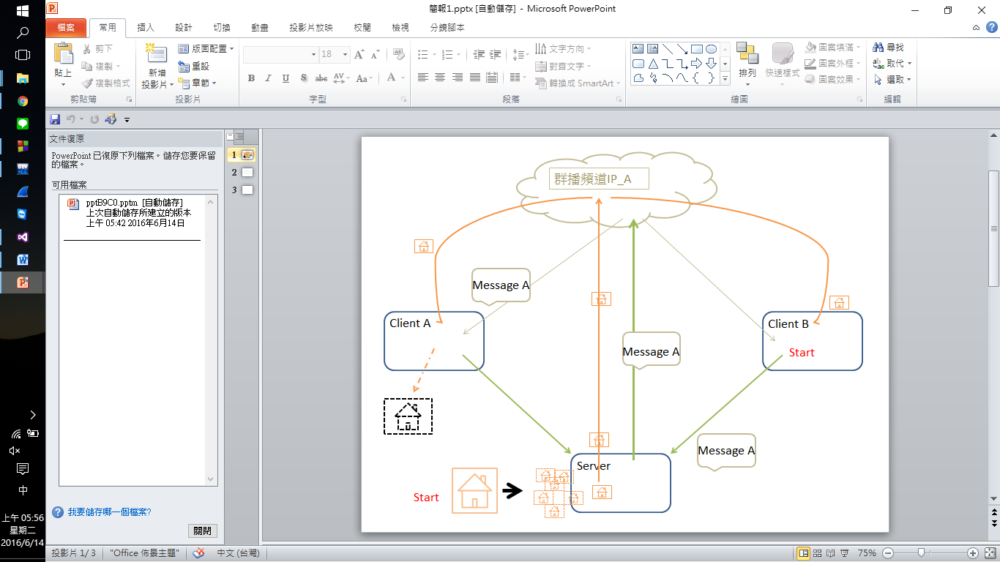 簡報1.pptx [自動儲存] - Microsoft PowerPoint
檔案 常用 插入 設計 切換 動畫 投影片放映 校閱 檢視 分鏡腳本
貼上
剪下
複製
複製格式
剪貼簿
新增
投影片
版面配置
重設
章節
投影片
18
字型
文字方向
對齊文字
轉換成 SmartArt
段落
排列
快速樣式
圖案填滿
圖案外框
圖案效果
繪圖
尋找
取代
選取
編輯
文件復原
PowerPoint 已復原下列檔案。儲存您要保留
的檔案。
可用檔案
pptB9C0.pptm [自動儲存]
上次自動儲存所建立的版本
上午 05:42 2016年6月14日
我要儲存哪一個檔案?
關閉
1
2
3
群播頻道IP_A
Message A
Client A
Client B
Start
Message A
Message A
Server
Start
中
上午 05:56
星期二
2016/6/14
投影片 1/ 3
"Office 佈景主題"
中文 (台灣)
75%